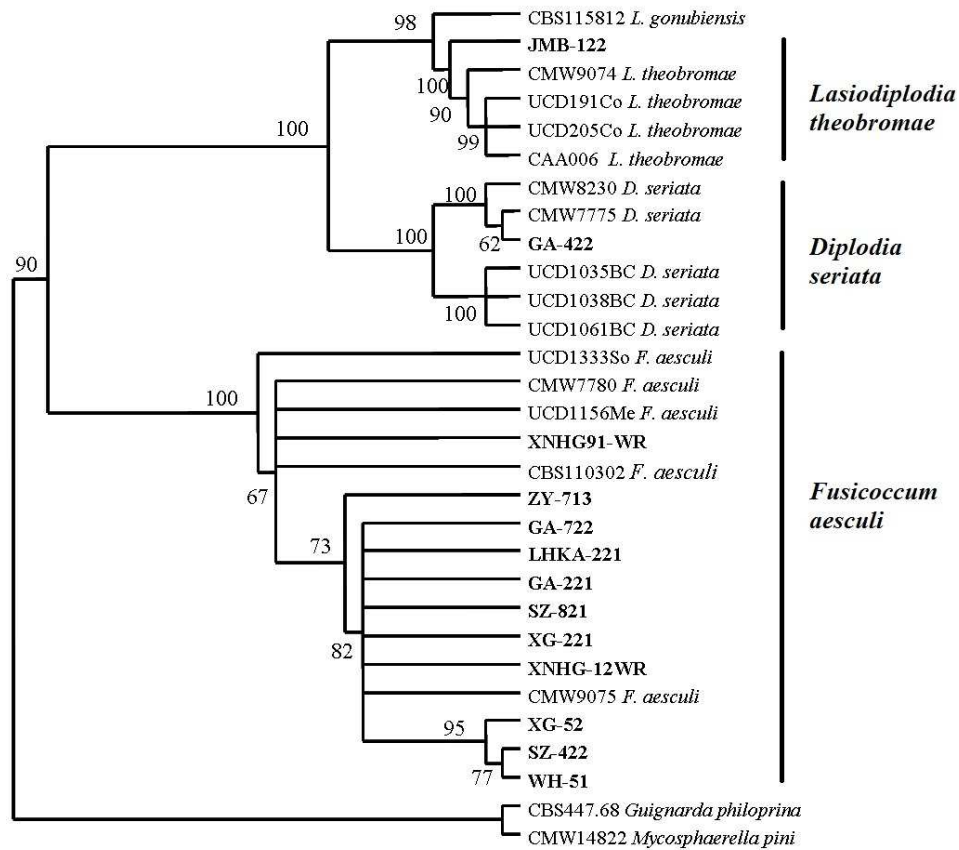 98
CBS115812 L. gonubiensis
JMB-122
CMW9074 L. theobromae
100
UCD191Co L. theobromae
90
UCD205Co L. theobromae
99
CAA006 L. theobromae
Lasiodiplodia
theobromae
100
CMW8230 D. seriata
100
CMW7775 D. seriata
62
GA-422
100
UCD1035BC D. seriata
UCD1038BC D. seriata
100
UCD1061BC D. seriata
Diplodia
seriata
90
UCD1333So F. aesculi
CMW7780 F. aesculi
100
UCD1156Me F. aesculi
XNHG91-WR
CBS110302 F. aesculi
67
ZY-713
GA-722
73
LHKA-221
GA-221
SZ-821
XG-221
82
XNHG-12WR
CMW9075 F. aesculi
95
XG-52
SZ-422
77
WH-51
Fusicoccum
aesculi
CBS447.68 Guignarda philoprina
CMW14822 Mycosphaerella pini